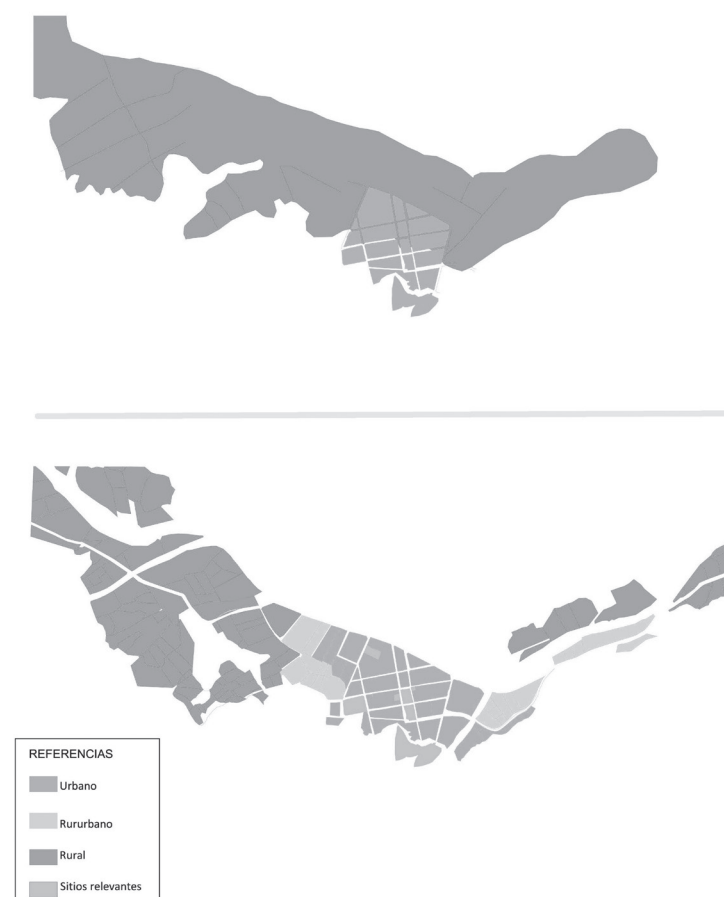 REFERENCIAS
Urbano
Rururbano
Rural
Sitios relevantes